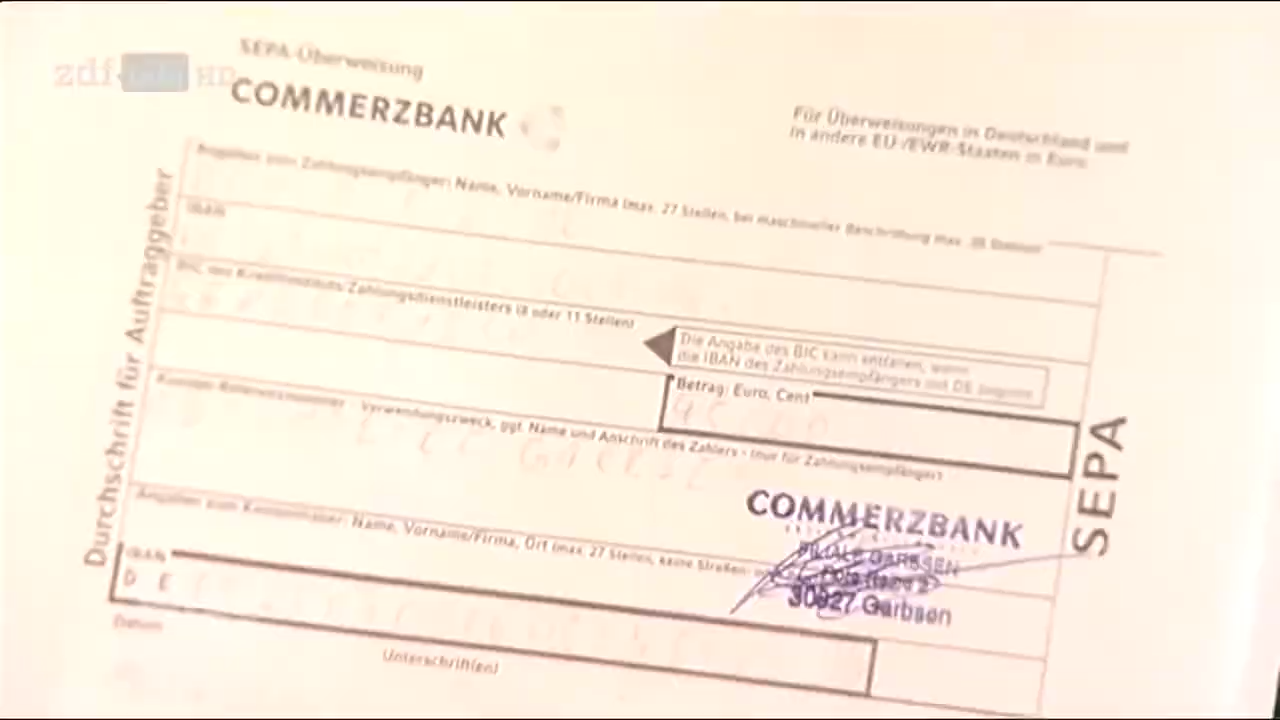 zdf
SEPA-Überweisung
COMMERZBANK
Für Überweisungen in Deutschland und
in andere EU-/EWR-Staaten in Euro.
Angaben zum Zahlungsempfänger: Name, Vorname/Firma (max. 27 Stellen, bei maschineller Beschriftung max. 35 Stellen)
IBAN
BIC des Kreditinstituts/Zahlungsdienstleisters (8 oder 11 Stellen)
Die Angabe des BIC kann entfallen, wenn
die IBAN des Zahlungsempfängers mit DE beginnt.
Betrag: Euro, Cent
Kunden-Referenznummer - Verwendungszweck, ggf. Name und Anschrift des Zahlers - (nur für Zahlungsempfänger)
COMMERZBANK
Angaben zum Kontoinhaber: Name, Vorname/Firma, Ort (max. 27 Stellen, keine Straßen-
FILIALE GARBSEN
30827 Garbsen
IBAN
D E
Datum
Unterschrift(en)
Durchschrift für Auftraggeber
SEPA